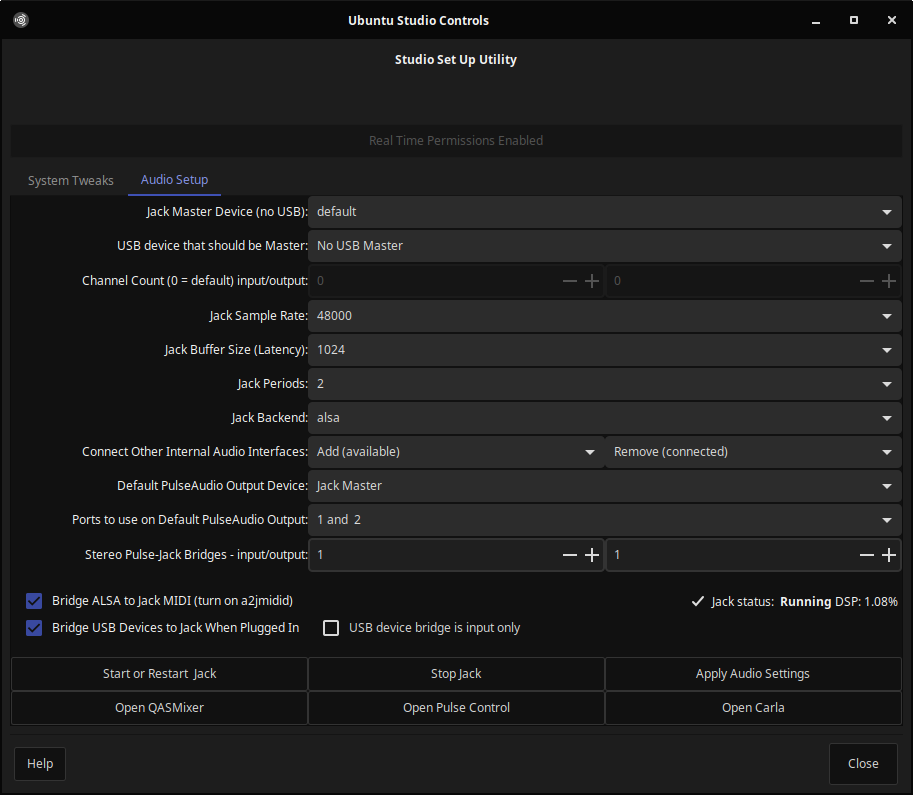 Ubuntu Studio Controls
Studio Set Up Utility
Real Time Permissions Enabled
System Tweaks Audio Setup
Jack Master Device (no USB): default
USB device that should be Master: No USB Master
Channel Count (0 = default) input/output: 0 0
Jack Sample Rate: 48000
Jack Buffer Size (Latency): 1024
Jack Periods: 2
Jack Backend: alsa
Connect Other Internal Audio Interfaces: Add (available) Remove (connected)
Default PulseAudio Output Device: Jack Master
Ports to use on Default PulseAudio Output: 1 and 2
Stereo Pulse-Jack Bridges - input/output: 1 1
Bridge ALSA to Jack MIDI (turn on a2jmidid) Jack status: Running DSP: 1.08%
Bridge USB Devices to Jack When Plugged In USB device bridge is input only
Start or Restart Jack Stop Jack Apply Audio Settings
Open QASMixer Open Pulse Control Open Carla
Help Close